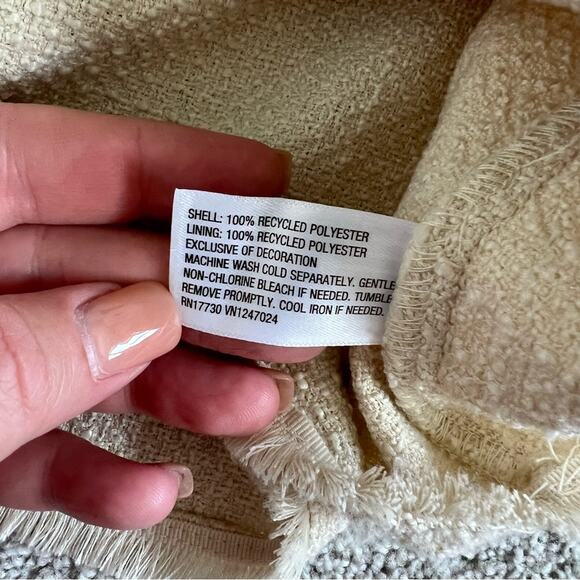 SHELL: 100% RECYCLED POLYESTER
LINING: 100% RECYCLED POLYESTER
EXCLUSIVE OF DECORATION
MACHINE WASH COLD SEPARATELY. GENTLE
NON-CHLORINE BLEACH IF NEEDED. TUMBLE
REMOVE PROMPTLY. COOL IRON IF NEEDED.
RN17730 VN1247024